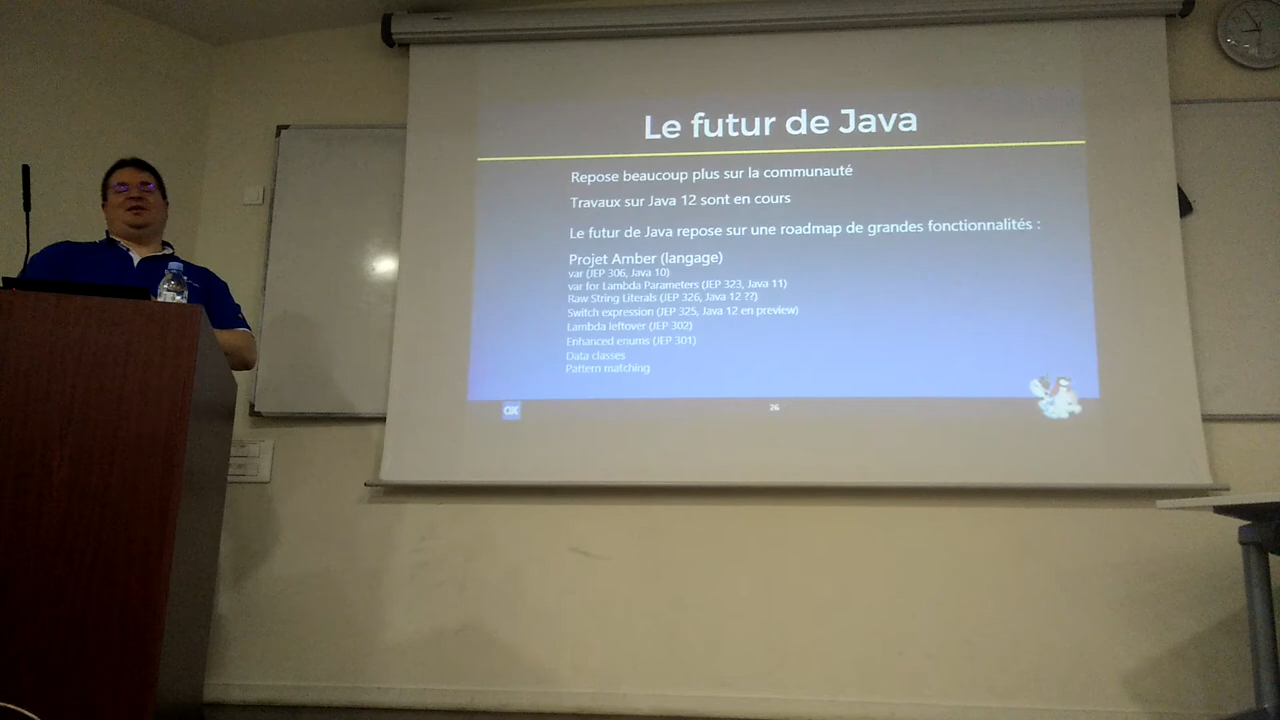 Le futur de Java
Repose beaucoup plus sur la communauté
Travaux sur Java 12 sont en cours
Le futur de Java repose sur une roadmap de grandes fonctionnalités :
Projet Amber (langage)
var (JEP 306, Java 10)
var for Lambda Parameters (JEP 323, Java 11)
Raw String Literals (JEP 326, Java 12 ??)
Switch expression (JEP 325, Java 12 en preview)
Lambda leftover (JEP 302)
Enhanced enums (JEP 301)
Data classes
Pattern matching
26